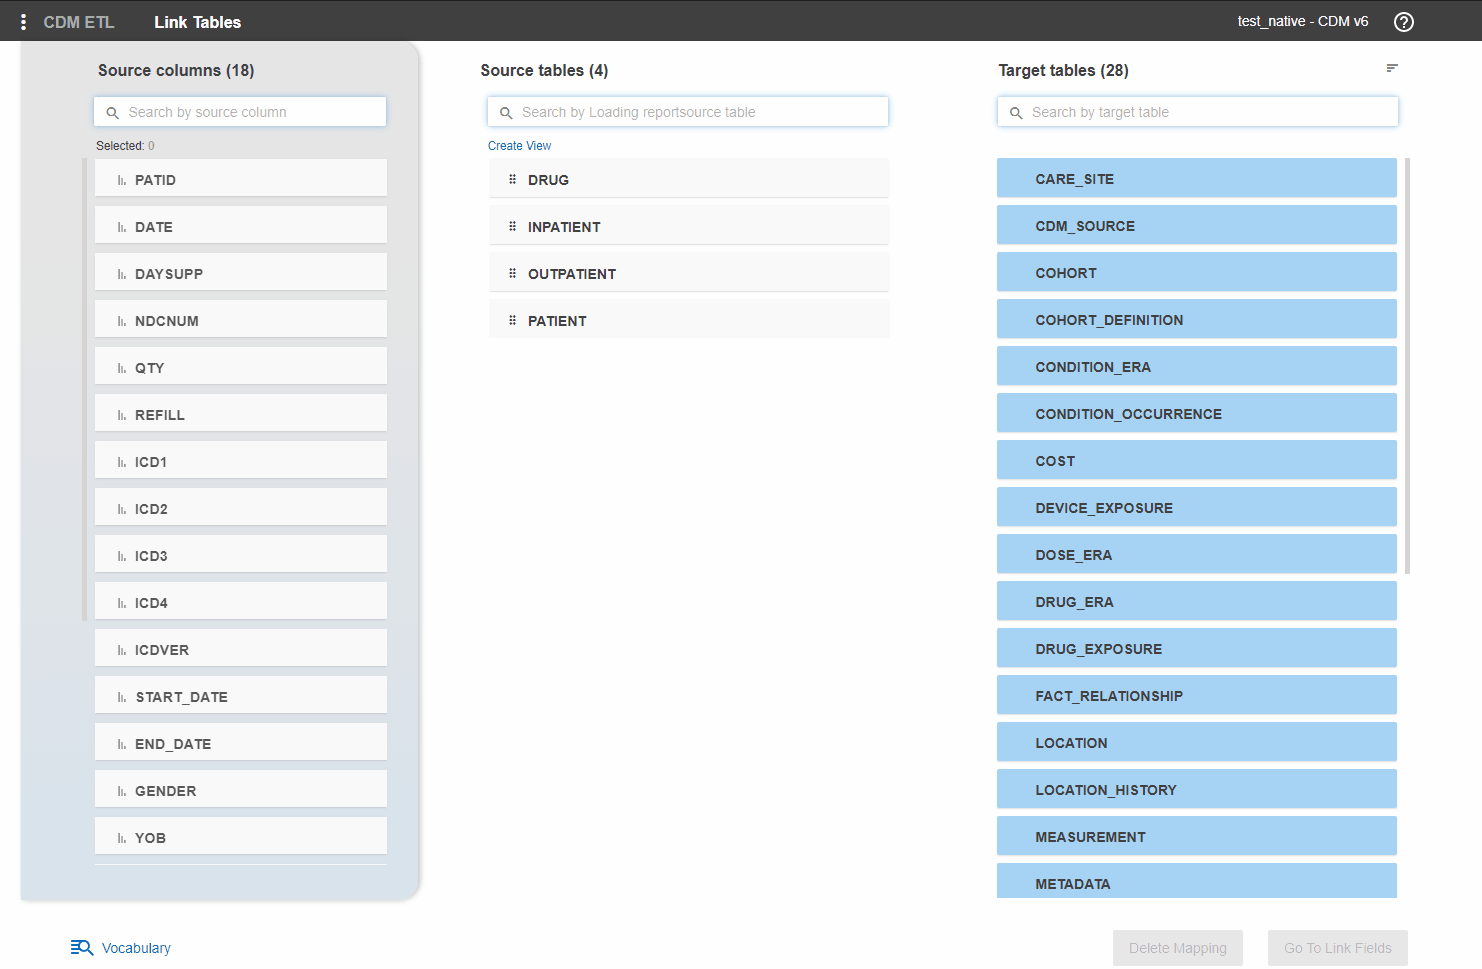 CDM ETL Link Tables test_native - CDM v6
Source columns (18)
Search by source column
Selected: 0
PATID
DATE
DAYSUPP
NDCNUM
QTY
REFILL
ICD1
ICD2
ICD3
ICD4
ICDVER
START_DATE
END_DATE
GENDER
YOB
Source tables (4)
Search by Loading reportsource table
Create View
DRUG
INPATIENT
OUTPATIENT
PATIENT
Target tables (28)
Search by target table
CARE_SITE
CDM_SOURCE
COHORT
COHORT_DEFINITION
CONDITION_ERA
CONDITION_OCCURRENCE
COST
DEVICE_EXPOSURE
DOSE_ERA
DRUG_ERA
DRUG_EXPOSURE
FACT_RELATIONSHIP
LOCATION
LOCATION_HISTORY
MEASUREMENT
METADATA
Vocabulary
Delete Mapping
Go To Link Fields